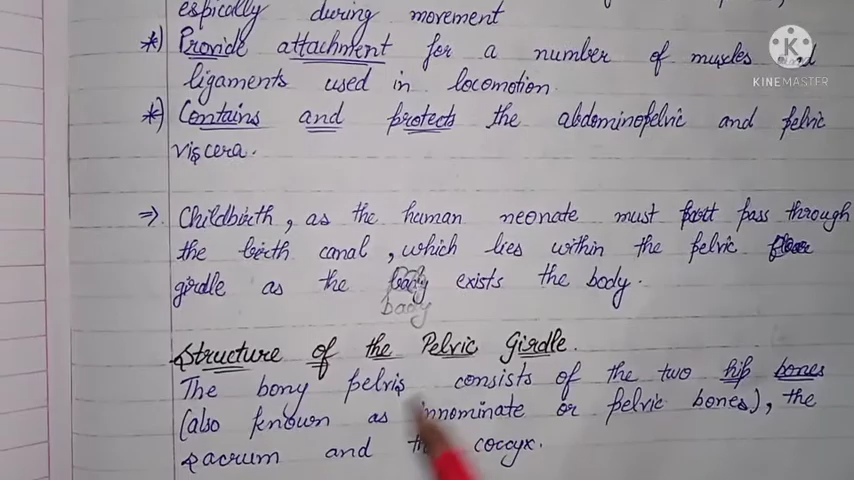 espically during movement
*) Provide attachment for a number of muscles and
ligaments used in locomotion.
*) Contains and protects the abdominopelvic and pelvic
viscera.
⇒ Childbirth, as the human neonate must pass through
the birth canal, which lies within the pelvic
girdle as the baby exists the body.
baby
Structure of the Pelvic Girdle.
The bony pelvis consists of the two hip bones
(also known as innominate or pelvic bones), the
sacrum and the coccyx.
KINEMASTER